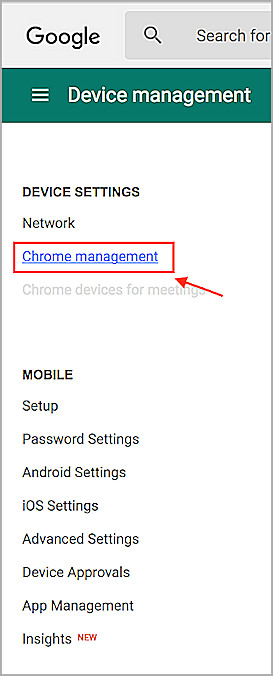 Google
Search for
Device management
DEVICE SETTINGS
Network
Chrome management
Chrome devices for meetings
MOBILE
Setup
Password Settings
Android Settings
iOS Settings
Advanced Settings
Device Approvals
App Management
Insights NEW